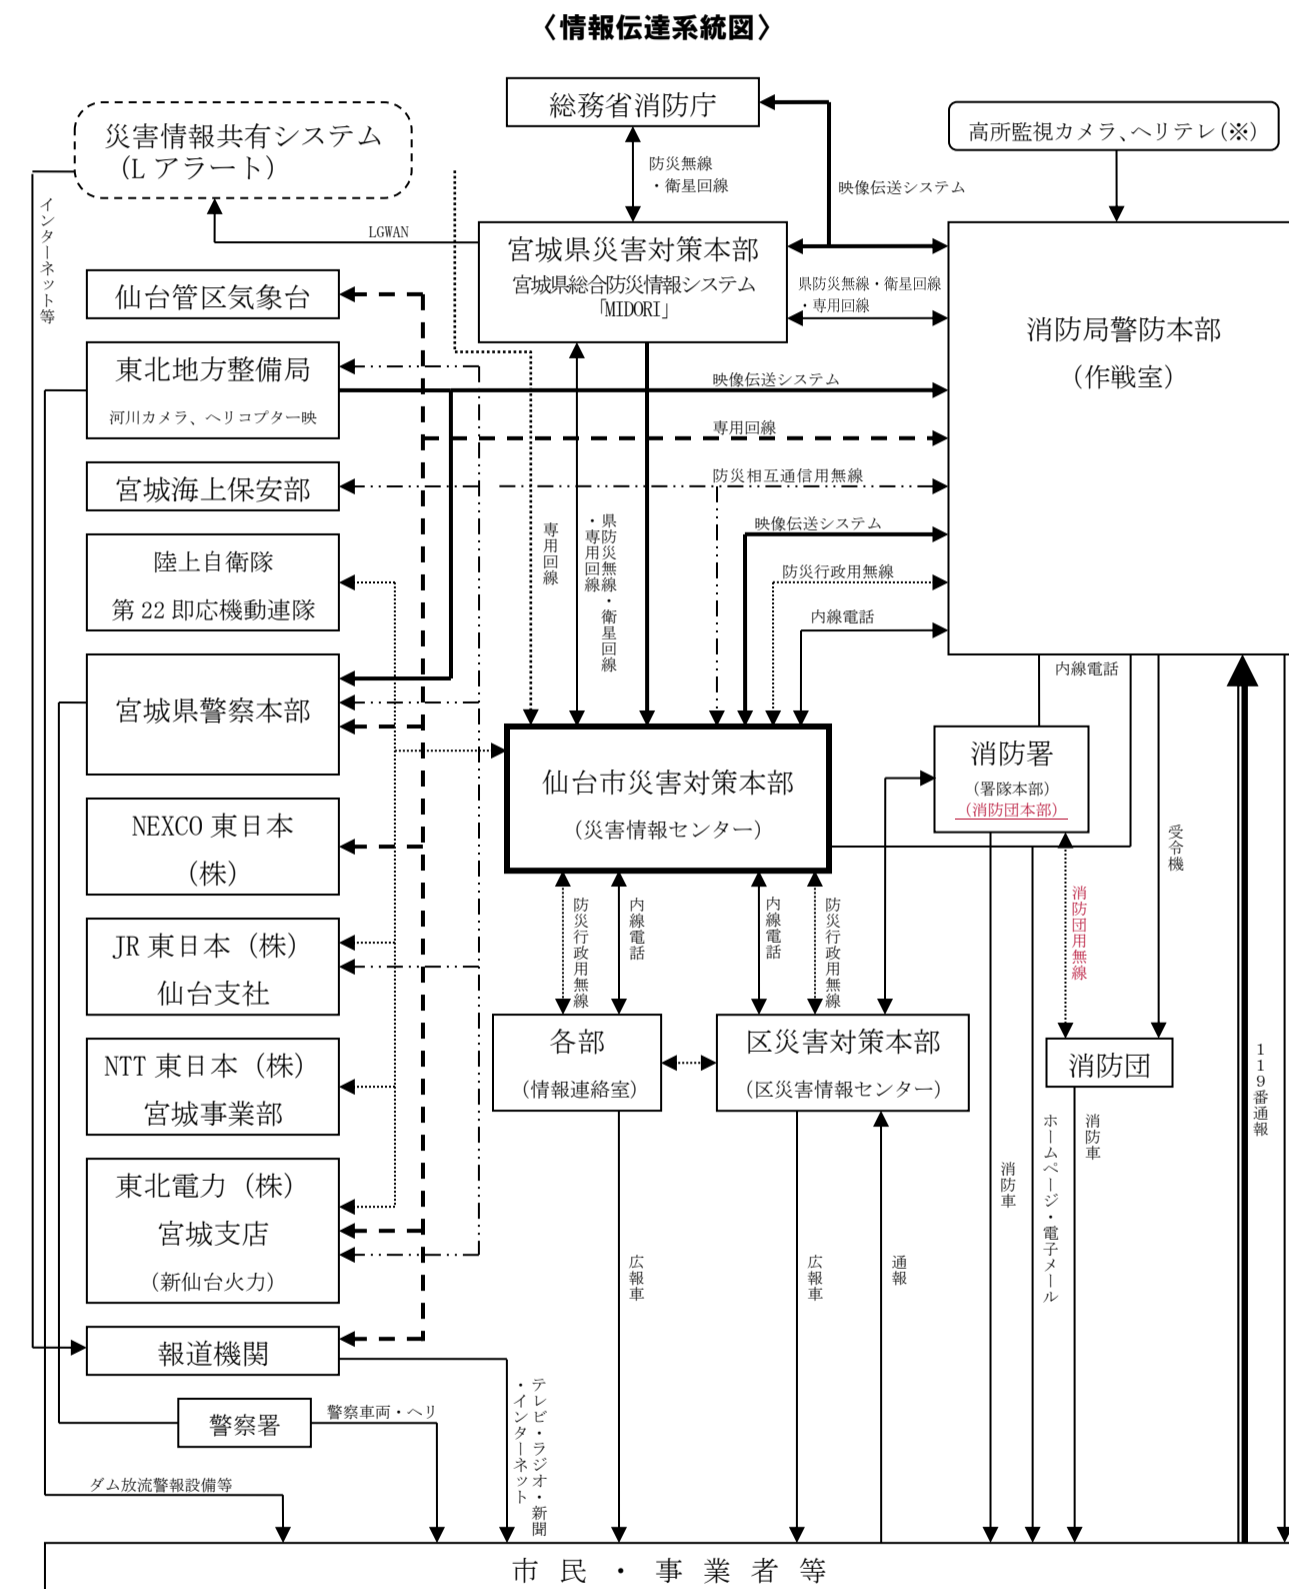 〈情報伝達系統図〉
総務省消防庁
災害情報共有システム
(L アラート)
高所監視カメラ、ヘリテレ(※)
防災無線
・衛星回線
映像伝送システム
インターネット等
LGWAN
宮城県災害対策本部
宮城県総合防災情報システム
「MIDORI」
県防災無線・衛星回線
・専用回線
消防局警防本部
(作戦室)
仙台管区気象台
東北地方整備局
河川カメラ、ヘリコプター映
映像伝送システム
専用回線
宮城海上保安部
防災相互通信用無線
陸上自衛隊
第 22 即応機動連隊
専用回線
県防災無線・衛星回線
・専用回線
映像伝送システム
防災行政用無線
内線電話
宮城県警察本部
内線電話
仙台市災害対策本部
(災害情報センター)
消防署
(署隊本部)
(消防団本部)
受令機
NEXCO 東日本
(株)
防災行政用無線
内線電話
内線電話
防災行政用無線
消防団用無線
JR 東日本 (株)
仙台支社
各部
(情報連絡室)
区災害対策本部
(区災害情報センター)
消防団
NTT 東日本 (株)
宮城事業部
119番通報
東北電力 (株)
宮城支店
(新仙台火力)
消防車
ホームページ・電子メール
消防車
広報車
広報車
通報
報道機関
テレビ・ラジオ・新聞
・インターネット
警察署
警察車両・ヘリ
ダム放流警報設備等
市民・事業者等